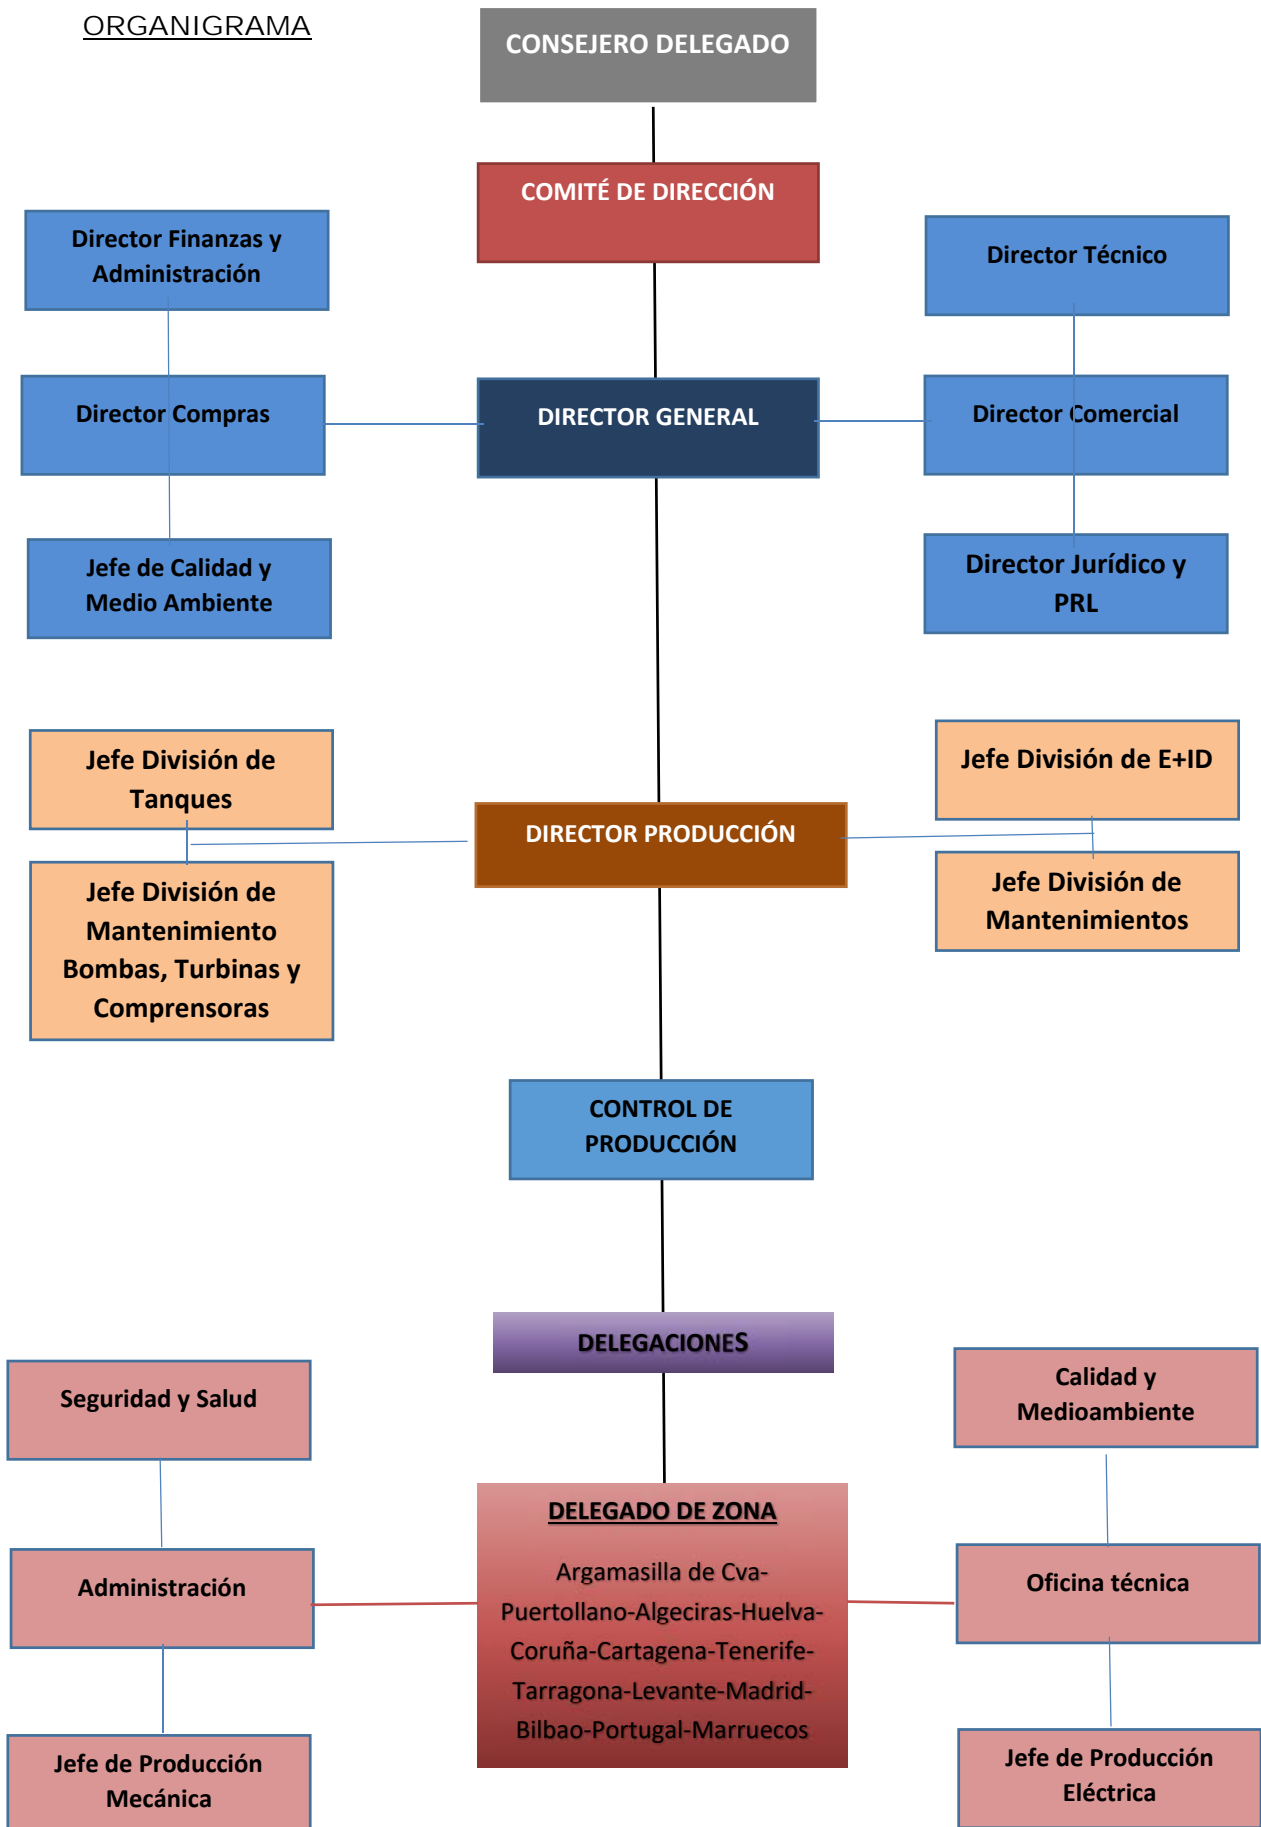 ORGANIGRAMA
CONSEJERO DELEGADO
COMITÉ DE DIRECCIÓN
Director Finanzas y
Administración
Director Técnico
Director Compras
DIRECTOR GENERAL
Director Comercial
Jefe de Calidad y
Medio Ambiente
Director Jurídico y
PRL
Jefe División de
Tanques
Jefe División de E+ID
DIRECTOR PRODUCCIÓN
Jefe División de
Mantenimiento
Bombas, Turbinas y
Comprensoras
Jefe División de
Mantenimientos
CONTROL DE
PRODUCCIÓN
DELEGACIONES
Seguridad y Salud
Calidad y
Medioambiente
DELEGADO DE ZONA
Argamasilla de Cva-
Puertollano-Algeciras-Huelva-
Coruña-Cartagena-Tenerife-
Tarragona-Levante-Madrid-
Bilbao-Portugal-Marruecos
Administración
Oficina técnica
Jefe de Producción
Mecánica
Jefe de Producción
Eléctrica